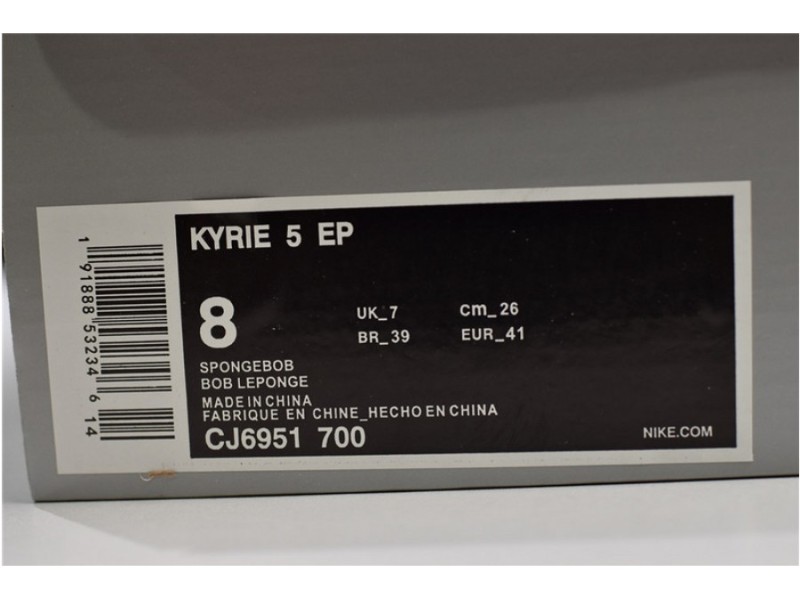 1 91888 53234 6 14
KYRIE 5 EP
8
UK_7 cm_26
BR_39 EUR_41
SPONGEBOB
BOB LEPONGE
MADE IN CHINA
FABRIQUE EN CHINE_HECHO EN CHINA
CJ6951 700
NIKE.COM